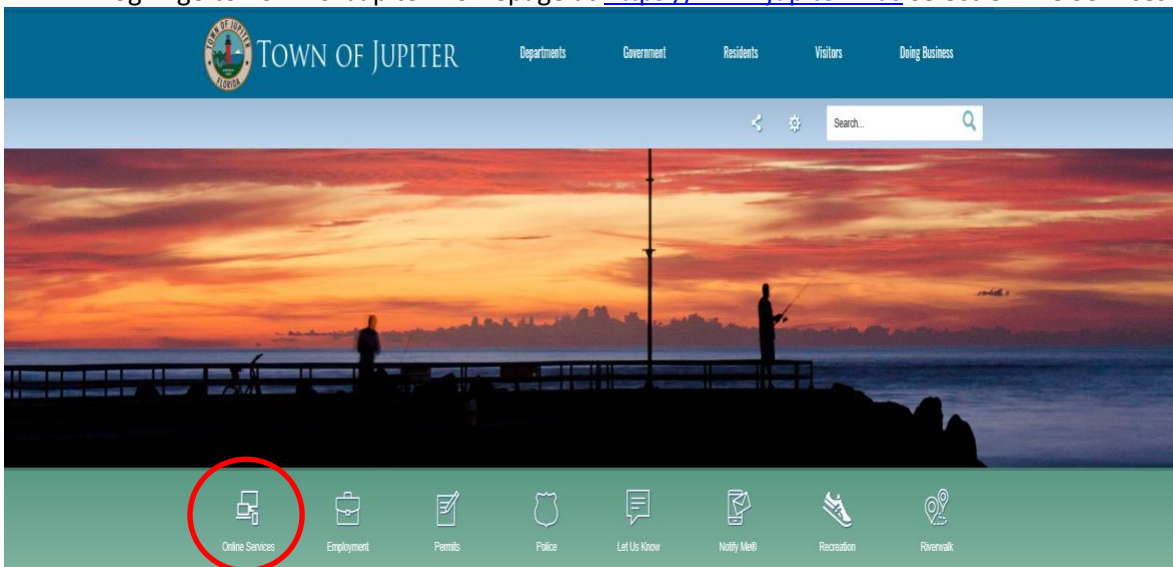 TOWN OF JUPITER
Departments
Government
Residents
Visitors
Doing Business
FLORIDA
Search...
Online Services
Employment
Permits
Police
Let Us Know
Notify Me®
Recreation
Riverwalk